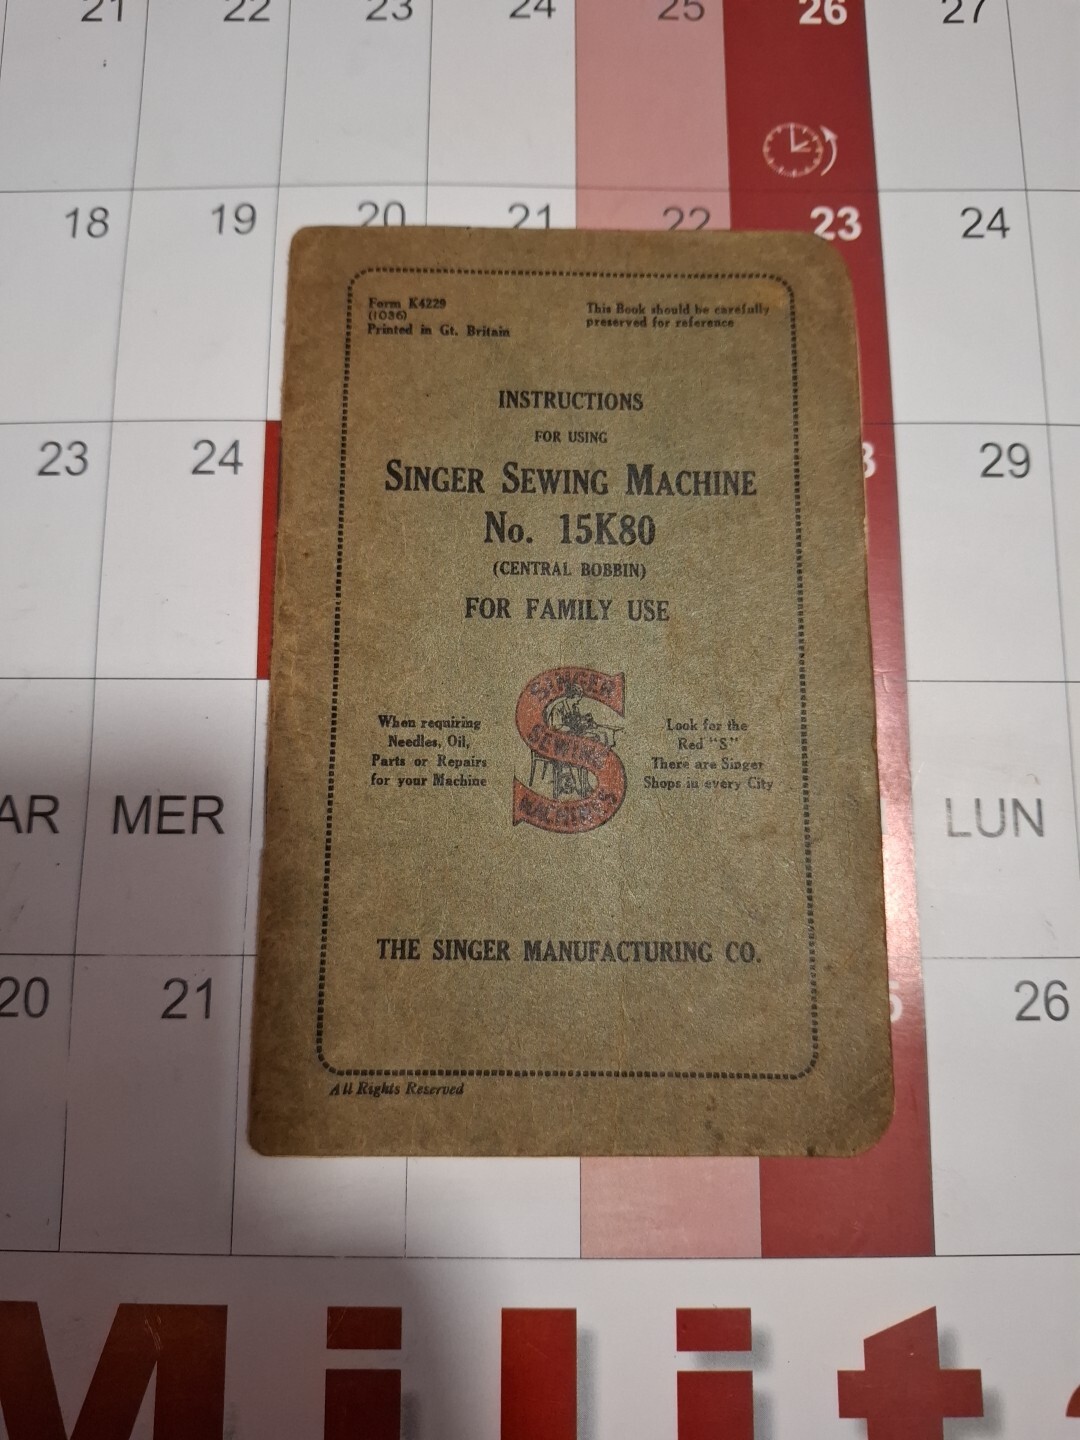 21 22 23 24 25 26 27
18 19 20 21 22 23 24
Form K4229
(1036)
Printed in Gt. Britain
This Book should be carefully
preserved for reference
INSTRUCTIONS
FOR USING
23 24 29
SINGER SEWING MACHINE
No. 15K80
(CENTRAL BOBBIN)
FOR FAMILY USE
SINGER
SEWING
MACHINES
When requiring
Needles, Oil,
Parts or Repairs
for your Machine
Look for the
Red "S"
There are Singer
Shops in every City
AR MER LUN
THE SINGER MANUFACTURING CO.
20 21 26
All Rights Reserved
Milit